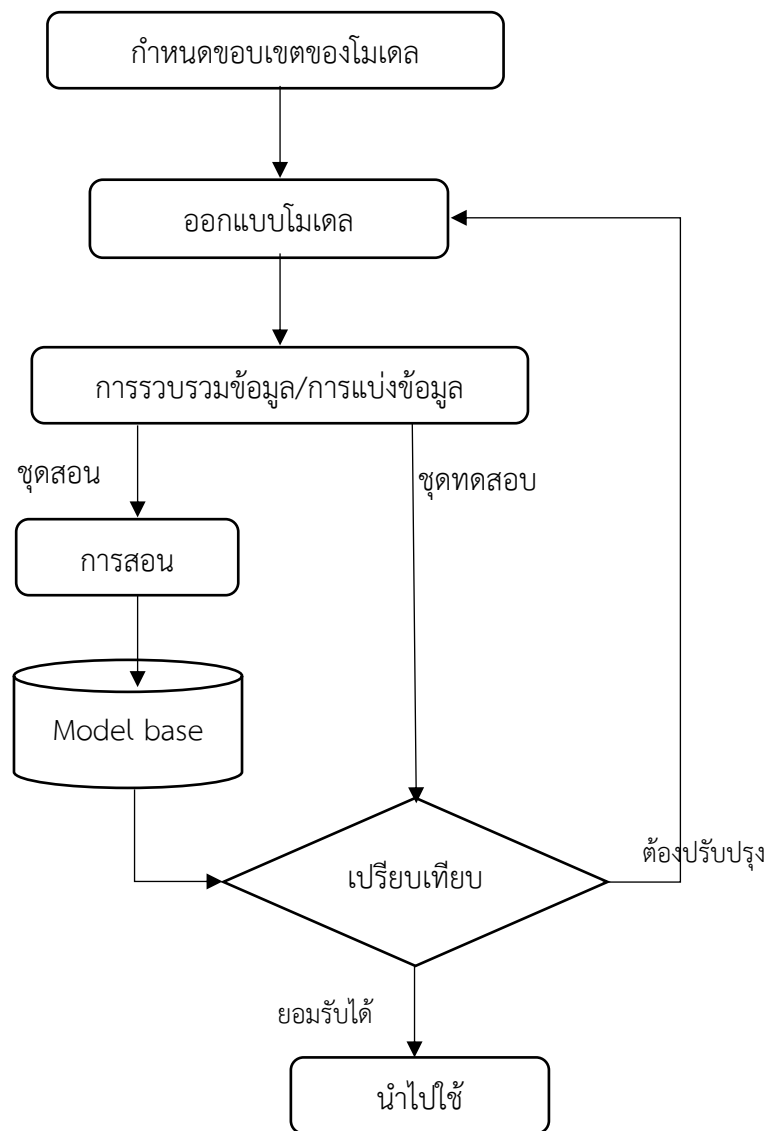 กำหนดขอบเขตของโมเดล
ออกแบบโมเดล
การรวบรวมข้อมูล/การแบ่งข้อมูล
ชุดสอน
ชุดทดสอบ
การสอน
Model base
เปรียบเทียบ
ต้องปรับปรุง
ยอมรับได้
นำไปใช้